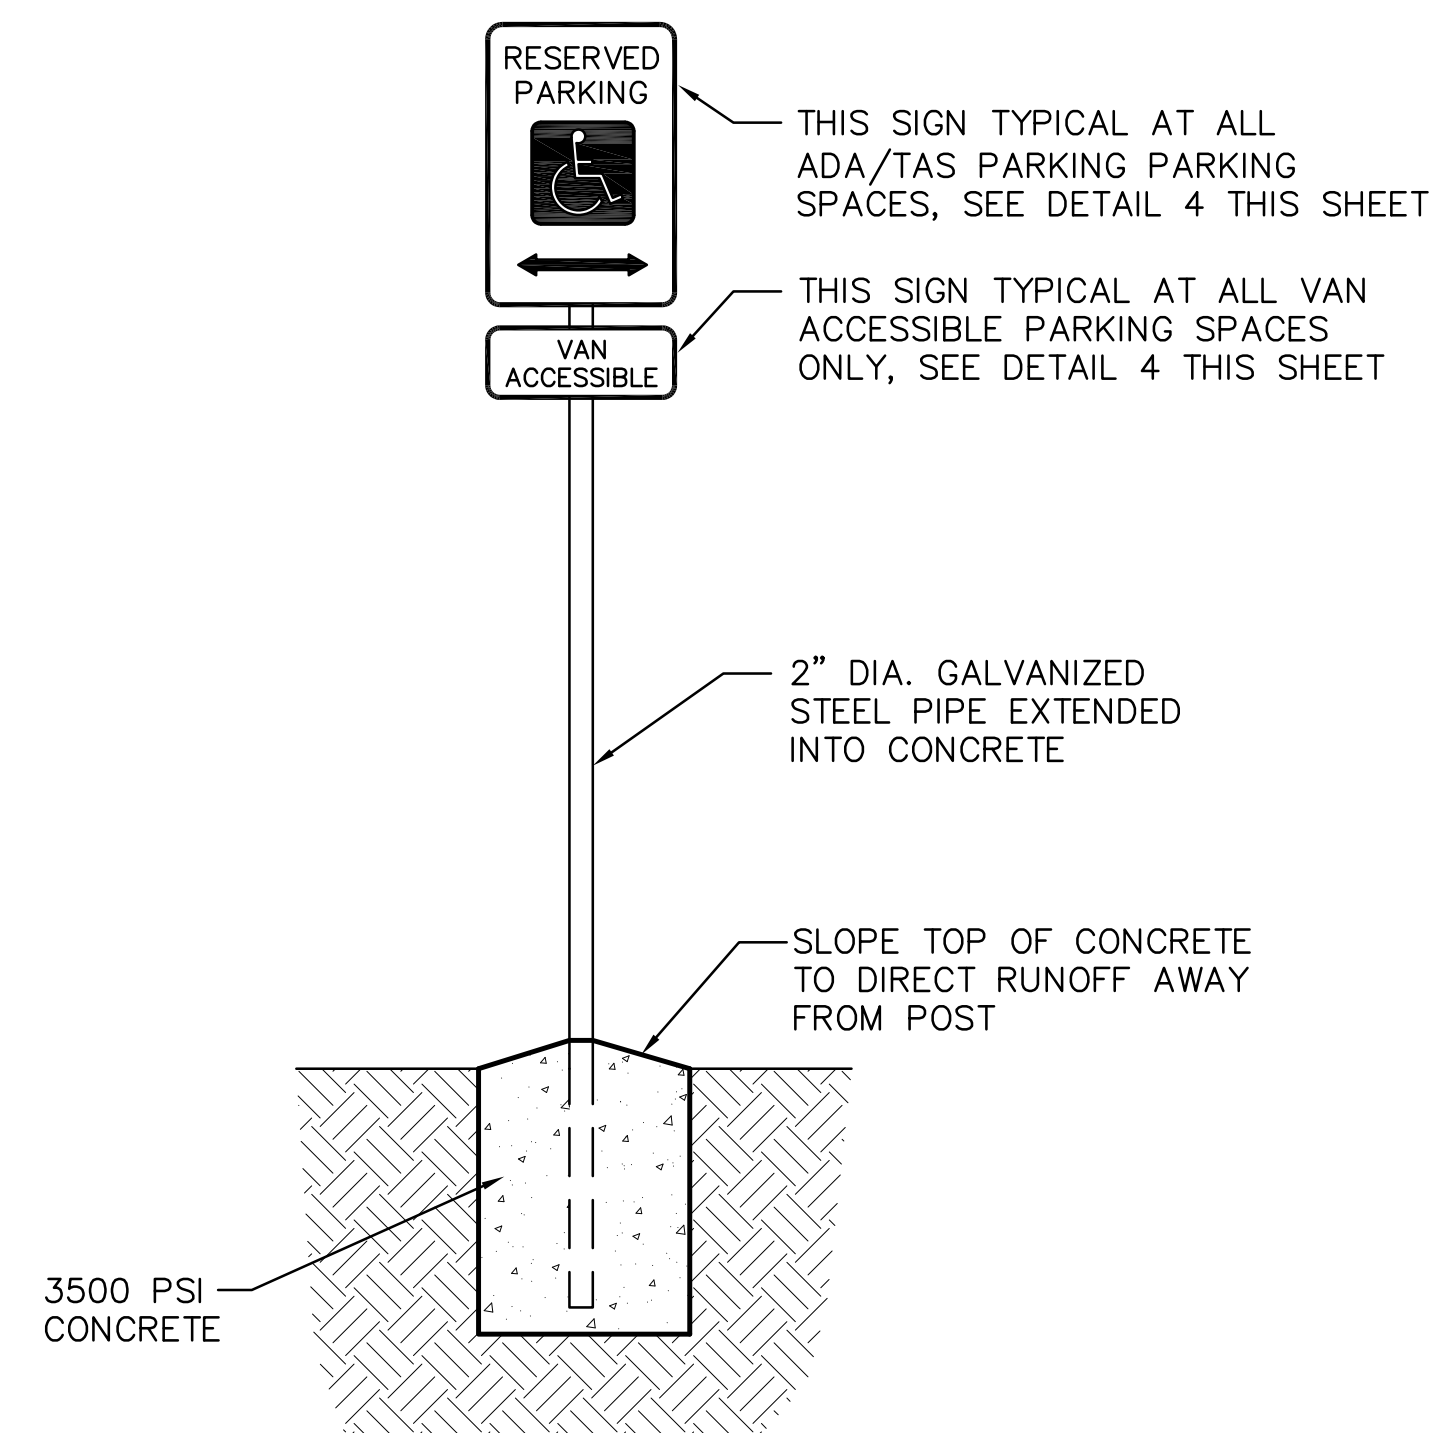 RESERVED
PARKING
THIS SIGN TYPICAL AT ALL
ADA/TAS PARKING PARKING
SPACES, SEE DETAIL 4 THIS SHEET
VAN
ACCESSIBLE
THIS SIGN TYPICAL AT ALL VAN
ACCESSIBLE PARKING SPACES
ONLY, SEE DETAIL 4 THIS SHEET
2” DIA. GALVANIZED
STEEL PIPE EXTENDED
INTO CONCRETE
SLOPE TOP OF CONCRETE
TO DIRECT RUNOFF AWAY
FROM POST
3500 PSI
CONCRETE